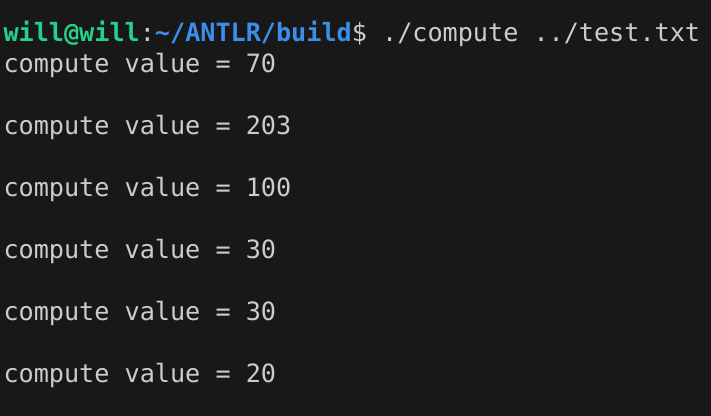 will@will:~/ANTLR/build$ ./compute ../test.txt
compute value = 70
compute value = 203
compute value = 100
compute value = 30
compute value = 30
compute value = 20